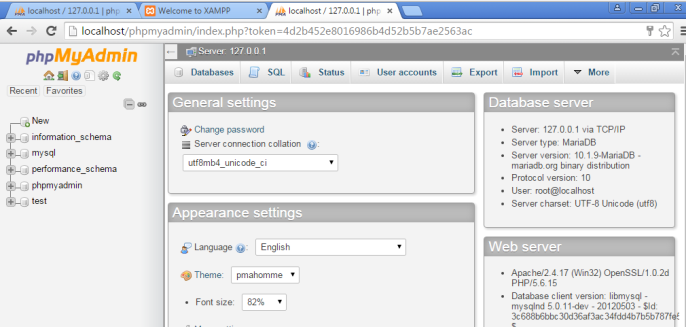 localhost / 127.0.0.1 | ph
Welcome to XAMPP
localhost / 127.0.0.1 | ph
localhost/phpmyadmin/index.php?token=4d2b452e8016986b4d52b5b7ae2563ac
phpMyAdmin
Recent
Favorites
New
information_schema
mysql
performance_schema
phpmyadmin
test
Server: 127.0.0.1
Databases
SQL
Status
User accounts
Export
Import
More
General settings
Change password
Server connection collation
:
utf8mb4_unicode_ci
Appearance settings
Language
:
English
Theme:
pmahomme
• Font size:
82%
Database server
• Server: 127.0.0.1 via TCP/IP
• Server type: MariaDB
• Server version: 10.1.9-MariaDB -
mariadb.org binary distribution
• Protocol version: 10
• User: root@localhost
• Server charset: UTF-8 Unicode (utf8)
Web server
• Apache/2.4.17 (Win32) OpenSSL/1.0.2d
PHP/5.6.15
• Database client version: libmysql -
mysqlnd 5.0.11-dev - 20120503 - $Id:
3c688b6bbc30d36af3ac34fdd4b7b5b787fe5
$